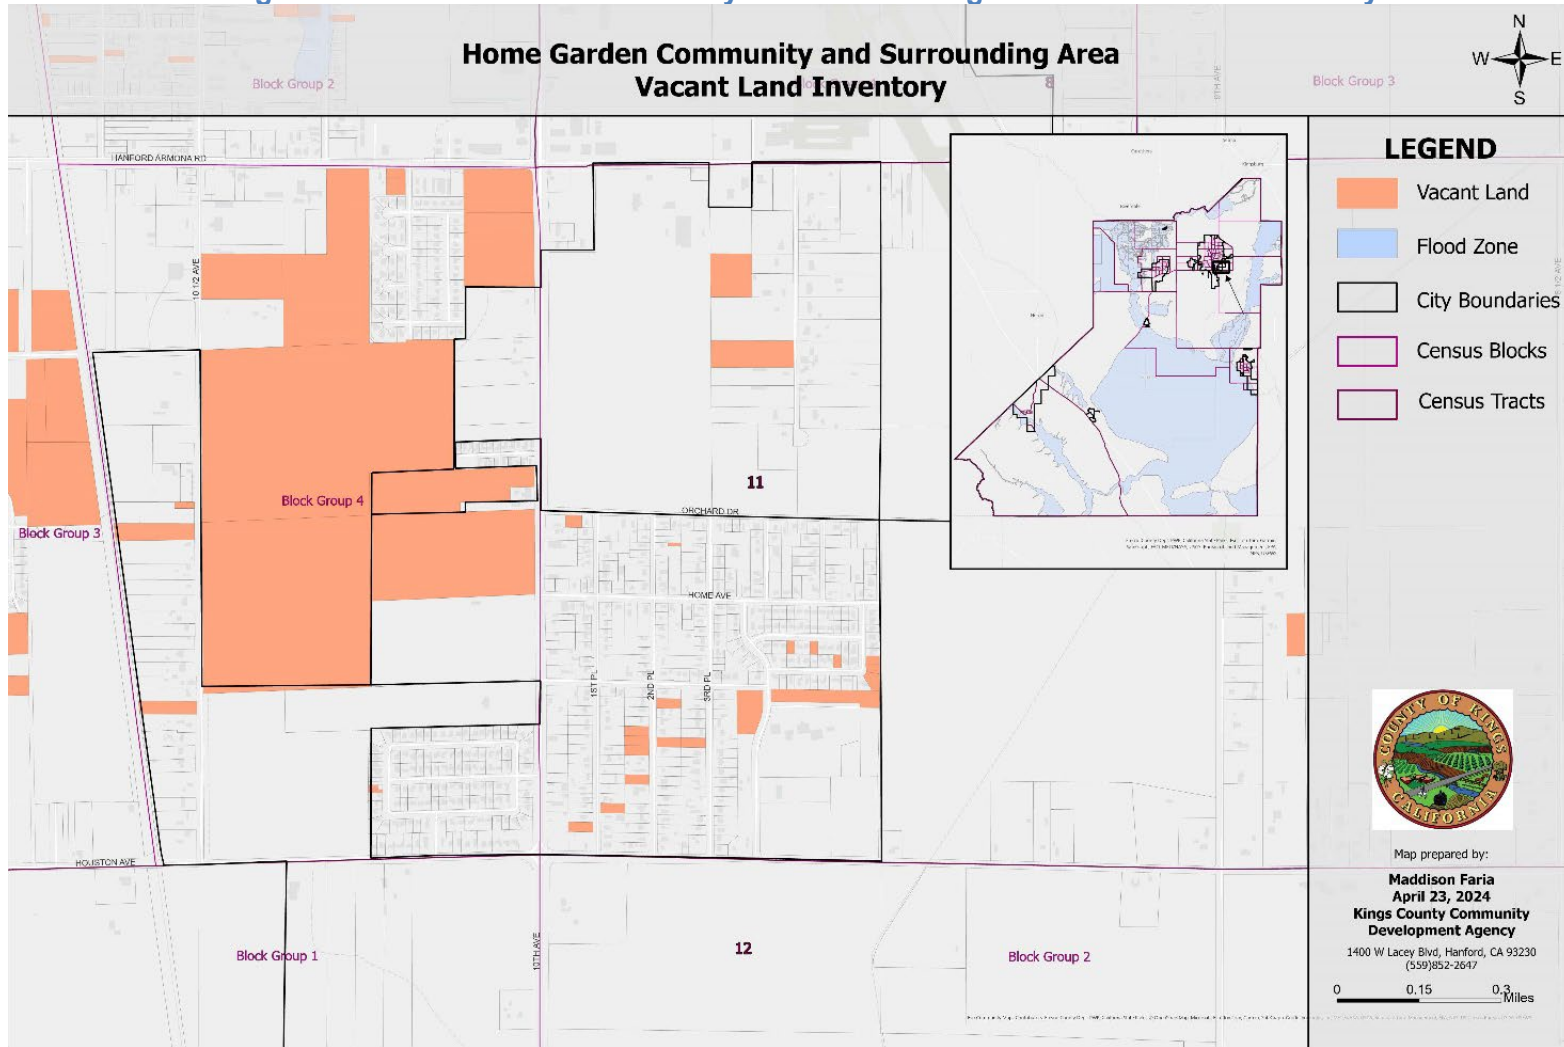 Home Garden Community and Surrounding Area
Vacant Land Inventory
N
W E
S
Block Group 2
8
9TH AVE
Block Group 3
HANFORD ARMONA RD
10 1/2 AVE
Block Group 4
Block Group 3
11
ORCHARD DR
HOME AVE
1ST PL
2ND PL
3RD PL
HOUSTON AVE
10TH AVE
Block Group 1
12
Block Group 2
LEGEND
Vacant Land
Flood Zone
City Boundaries
Census Blocks
Census Tracts
COUNTY OF KINGS
CALIFORNIA
Map prepared by:
Maddison Faria
April 23, 2024
Kings County Community
Development Agency
1400 W Lacey Blvd, Hanford, CA 93230
(559)852-2647
0 0.15 0.3
Miles